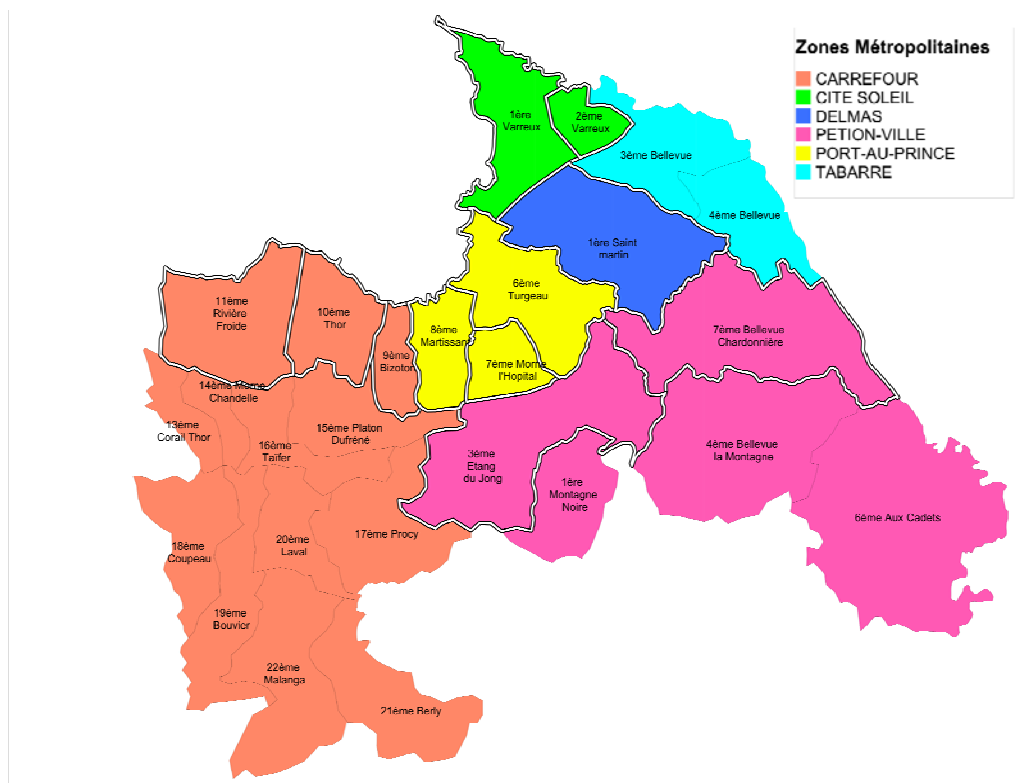 Zones Métropolitaines
CARREFOUR
CITE SOLEIL
DELMAS
PETION-VILLE
PORT-AU-PRINCE
TABARRE
1ère
Varreux
2ème
Varreux
3ème Bellevue
4ème Bellevue
1ère Saint
martin
6ème
Turgeau
11ème
Rivière
Froide
10ème
Thor
8ème
Martissant
7ème Bellevue
Chardonnière
9ème
Bizoton
7ème Morne
l'Hopital
14ème Morne
Chandelle
13ème
Corail Thor
15ème Platon
Dufréné
16ème
Taïfer
3ème
Etang
du Jong
4ème Bellevue
la Montagne
1ère
Montagne
Noire
6ème Aux Cadets
17ème Procy
20ème
Laval
18ème
Coupeau
19ème
Bouvier
22ème
Malanga
21ème Berly